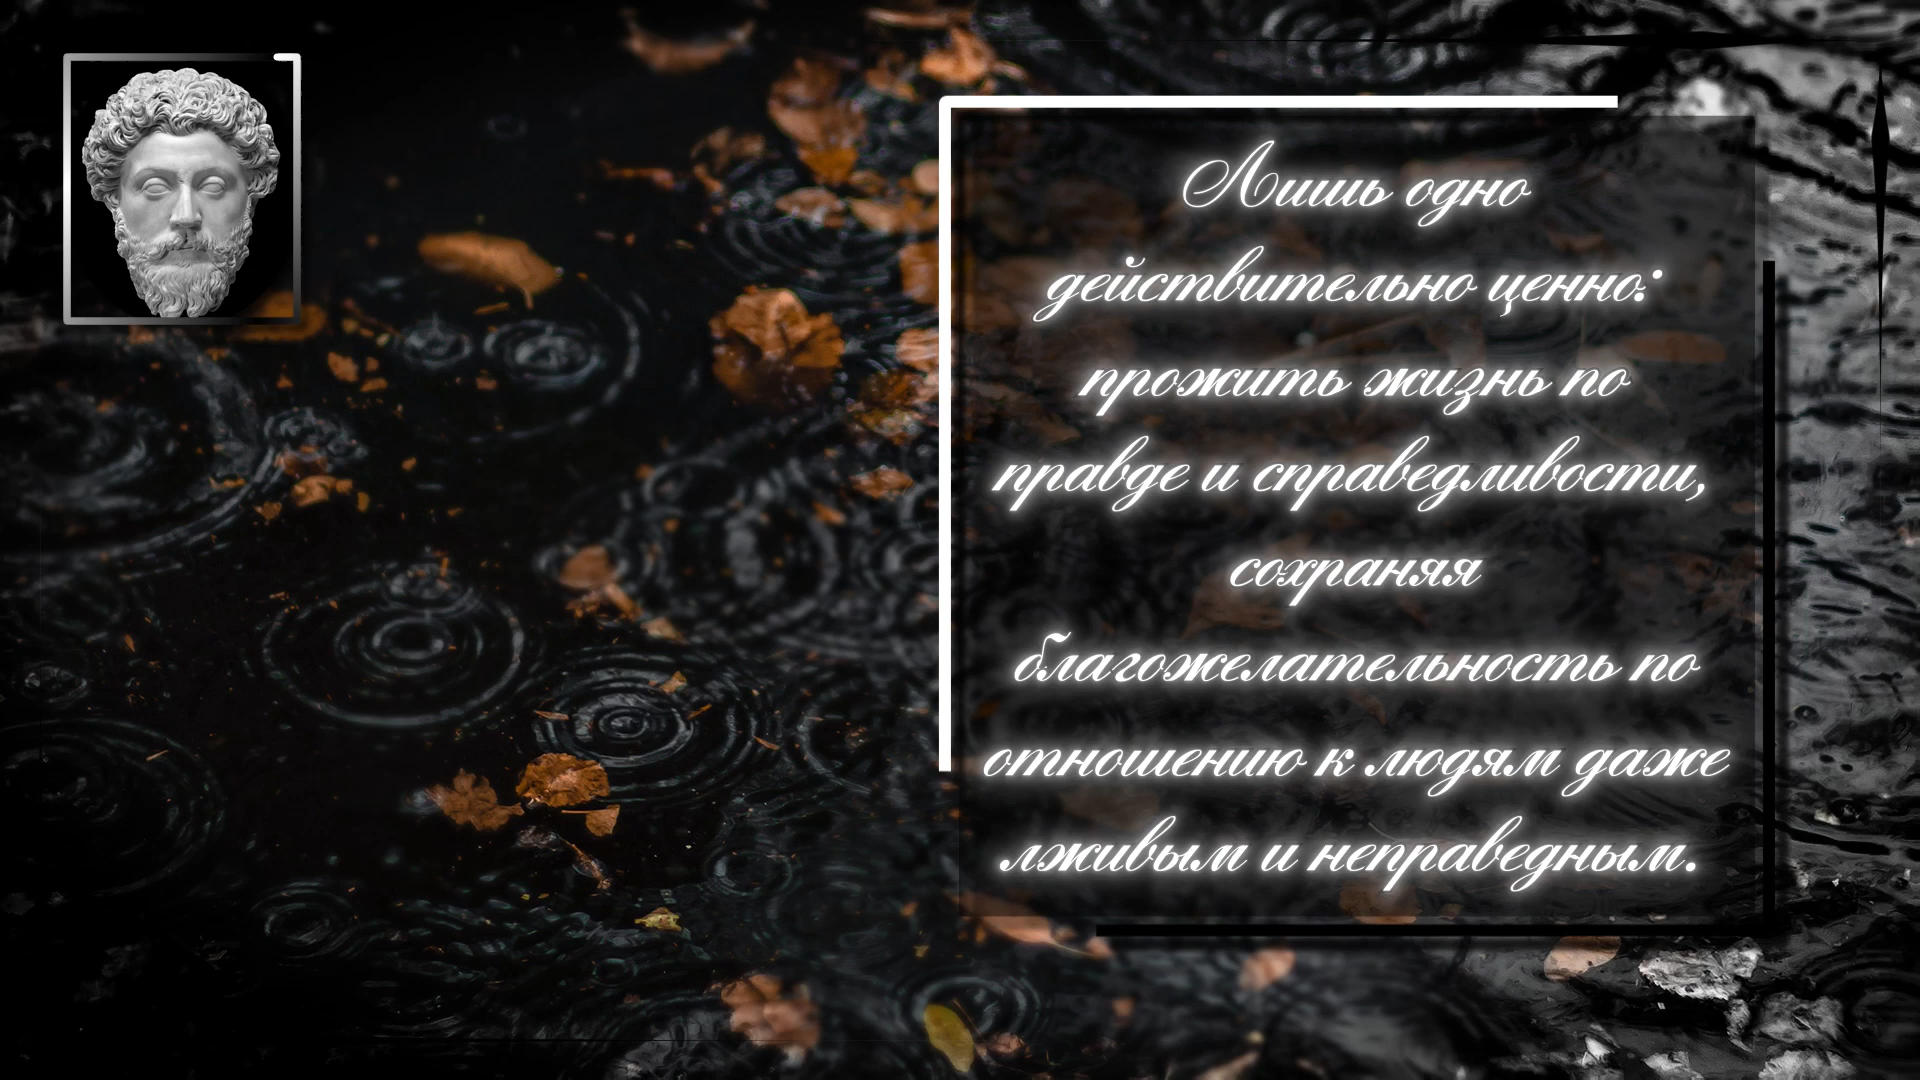 Лишь одно
действительно ценно:
прожить жизнь по
правде и справедливости,
сохраняя
благожелательность по
отношению к людям даже
лживым и неправедным.